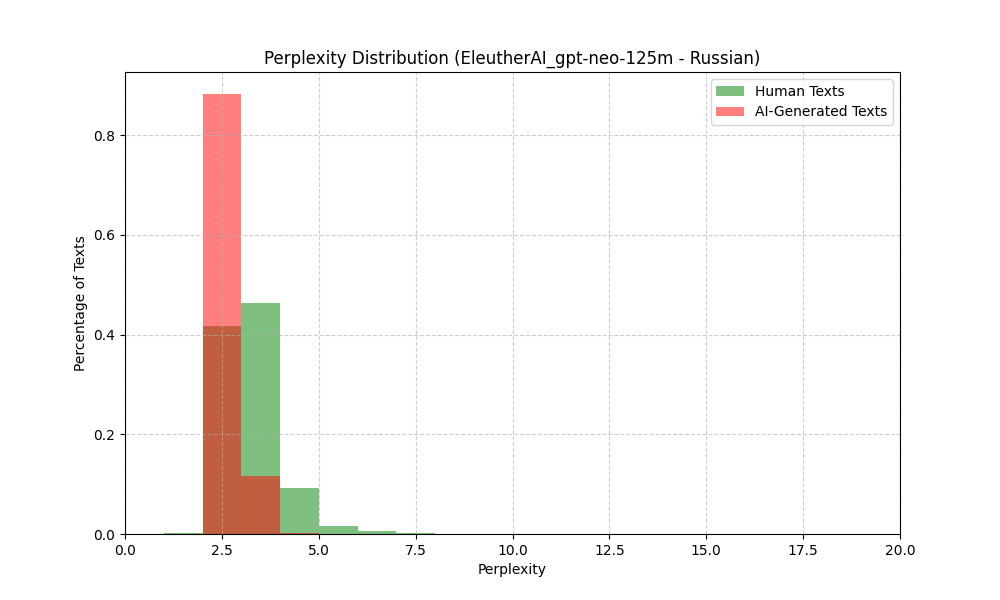 Perplexity Distribution (EleutherAI_gpt-neo-125m - Russian)
Human Texts
AI-Generated Texts
Percentage of Texts
0.8
0.6
0.4
0.2
0.0
0.0 2.5 5.0 7.5 10.0 12.5 15.0 17.5 20.0
Perplexity